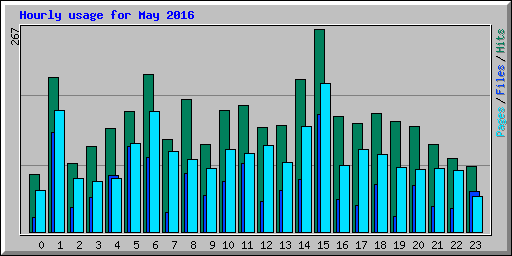 Hourly usage for May 2016
267
Pages / Files / Hits
0 1 2 3 4 5 6 7 8 9 10 11 12 13 14 15 16 17 18 19 20 21 22 23